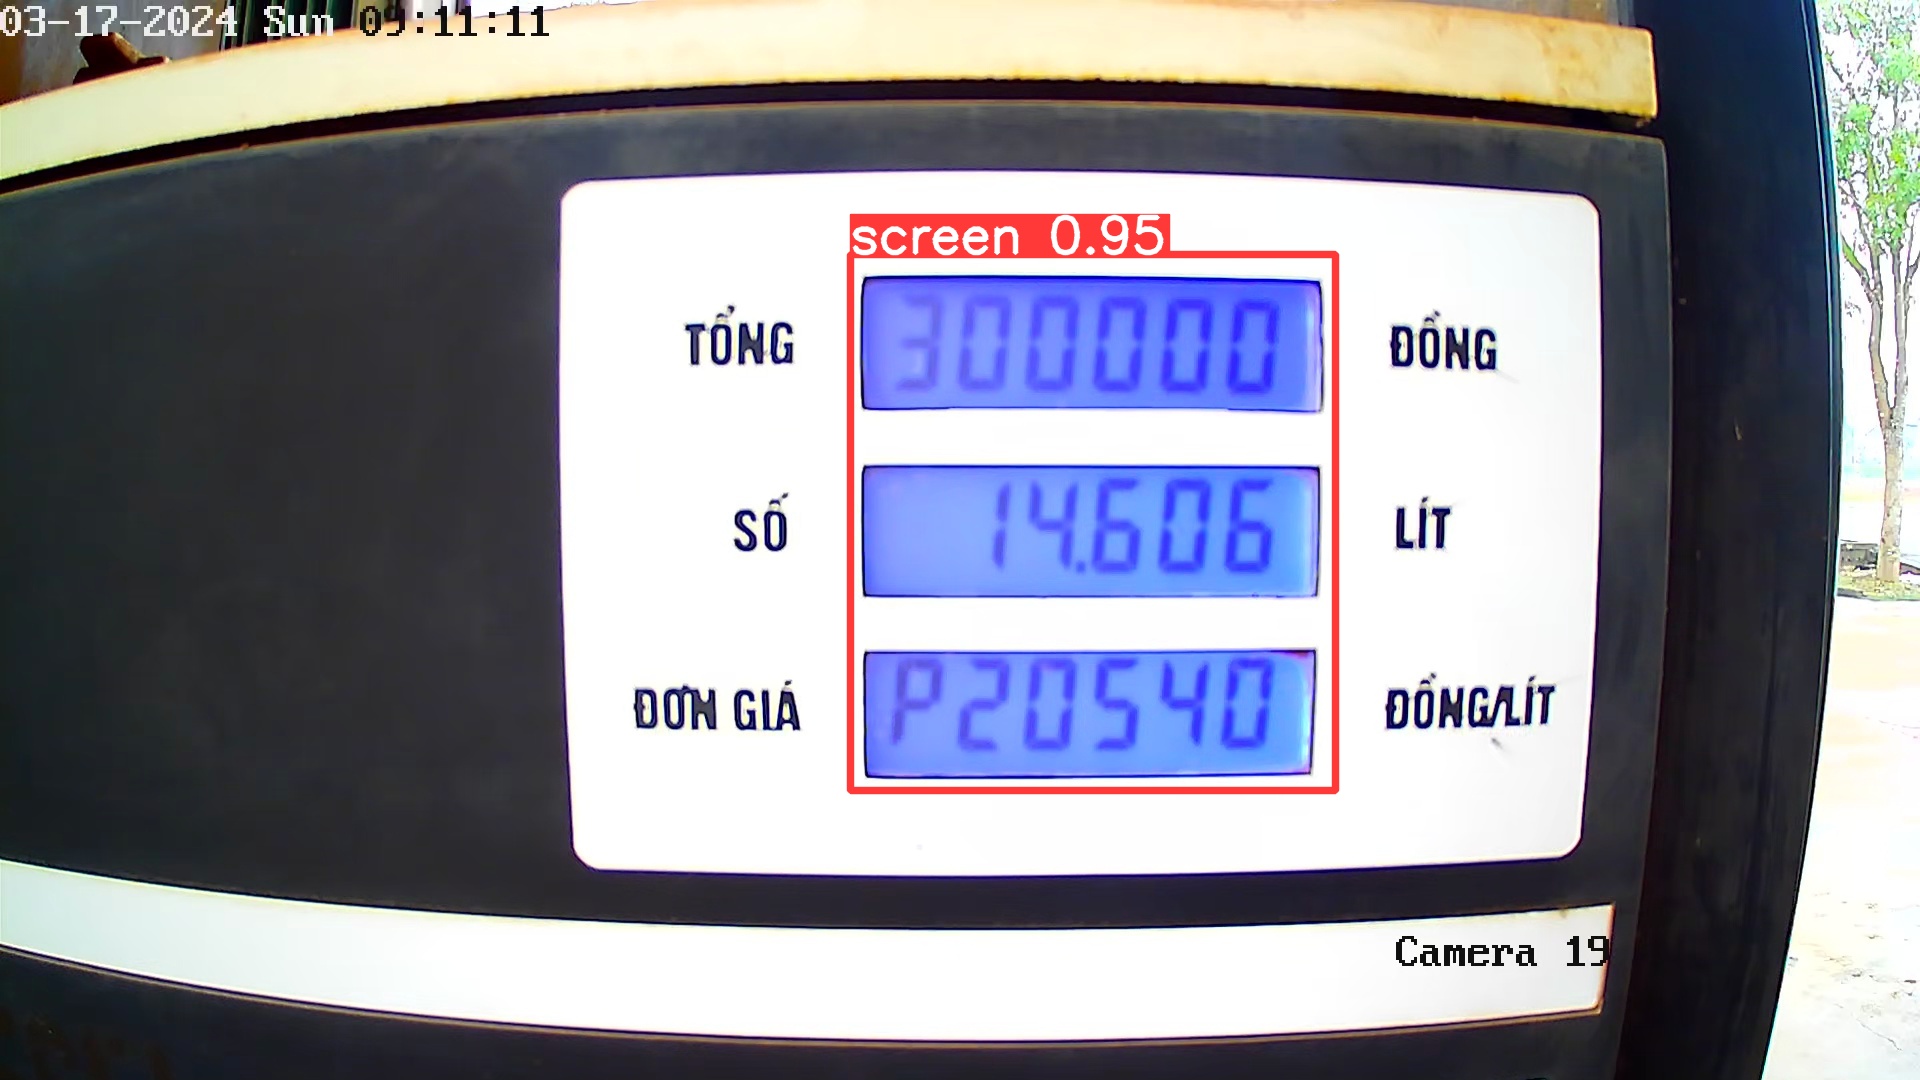 03-17-2024 Sun 09:11:11
screen 0.95
TỔNG 300000 ĐỒNG
SỐ 14.606 LÍT
ĐƠN GIÁ P20540 ĐỒNG/LÍT
Camera 19